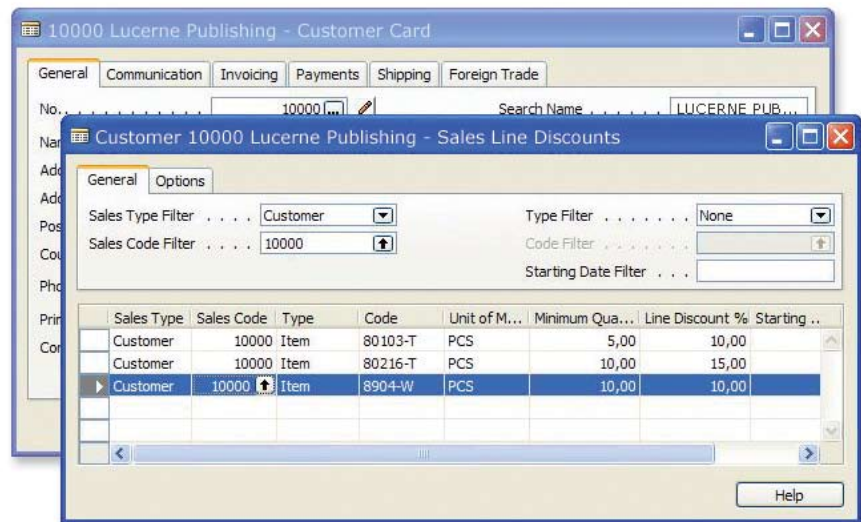 10000 Lucerne Publishing - Customer Card
General Communication Invoicing Payments Shipping Foreign Trade
No. . . . . . . . . . . . 10000 ... Search Name . . . . . . LUCERNE PUB...
Customer 10000 Lucerne Publishing - Sales Line Discounts
General Options
Sales Type Filter . . . . Customer Type Filter . . . . . . . None
Sales Code Filter . . . . 10000 Code Filter . . . . . . .
Starting Date Filter . . .
Sales Type Sales Code Type Code Unit of M... Minimum Qua... Line Discount % Starting ..
Customer 10000 Item 80103-T PCS 5,00 10,00
Customer 10000 Item 80216-T PCS 10,00 15,00
Customer 10000 Item 8904-W PCS 10,00 10,00
Help